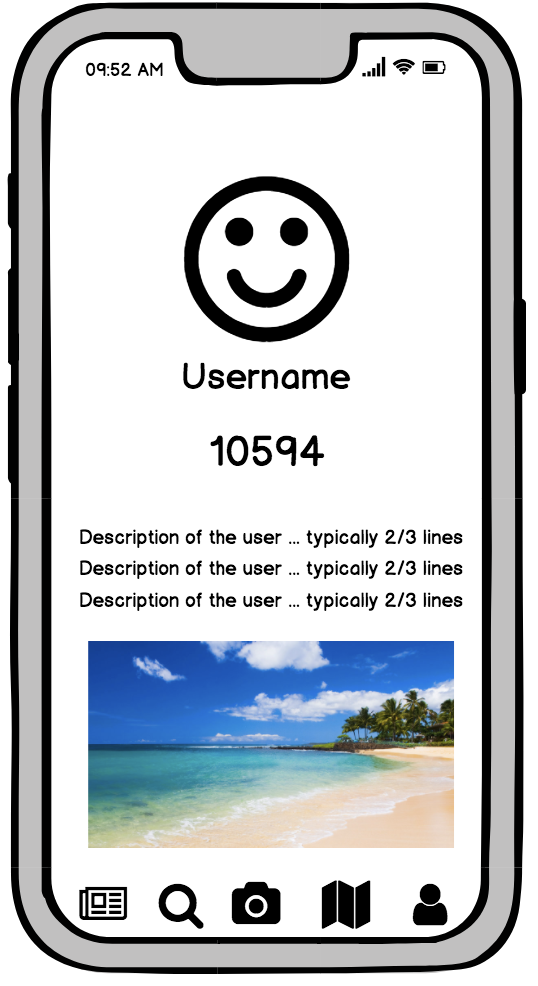 09:52 AM
Username
10594
Description of the user ... typically 2/3 lines
Description of the user ... typically 2/3 lines
Description of the user ... typically 2/3 lines